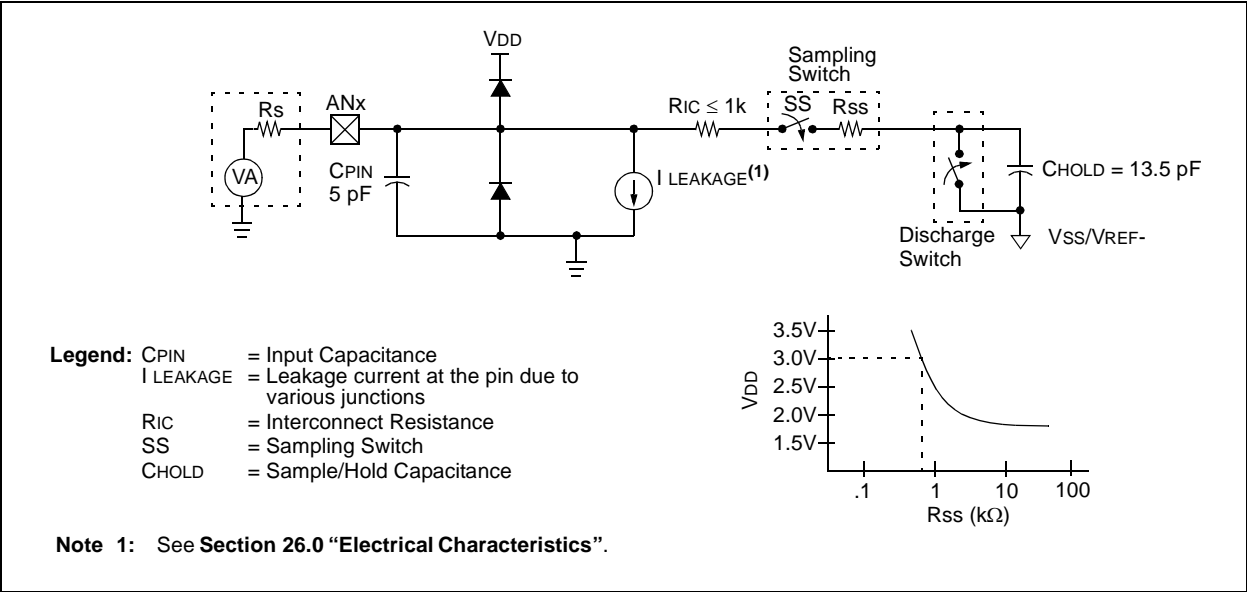 VDD
Sampling
Switch
Rs
ANx
RIC ≤ 1k
SS
RSS
VA
CPIN
5 pF
I LEAKAGE(1)
CHOLD = 13.5 pF
Discharge
Switch
VSS/VREF-
Legend: CPIN = Input Capacitance
I LEAKAGE = Leakage current at the pin due to
various junctions
RIC = Interconnect Resistance
SS = Sampling Switch
CHOLD = Sample/Hold Capacitance
VDD
3.5V
3.0V
2.5V
2.0V
1.5V
.1 1 10 100
Rss (kΩ)
Note 1: See Section 26.0 “Electrical Characteristics”.